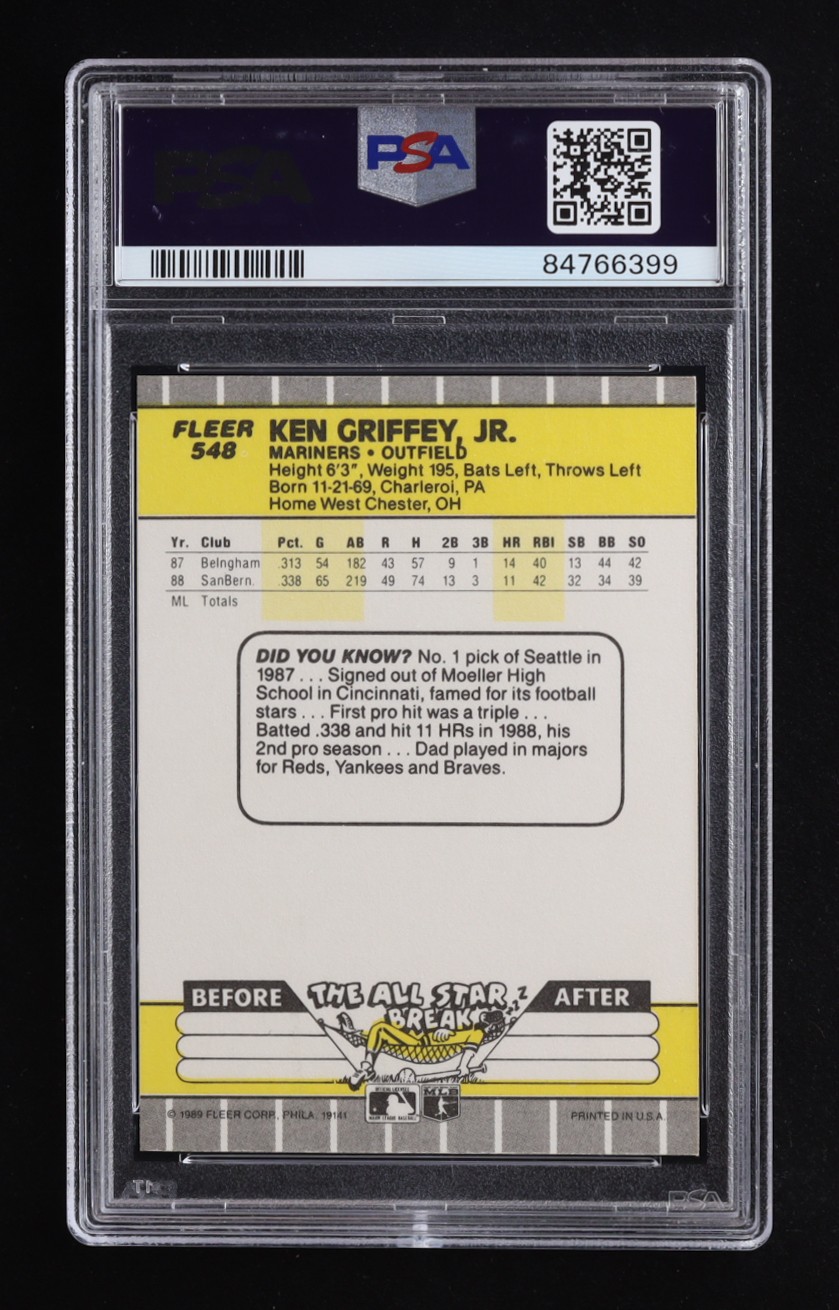 PSA
PSA
84766399
FLEER
548
KEN GRIFFEY, JR.
MARINERS • OUTFIELD
Height 6'3", Weight 195, Bats Left, Throws Left
Born 11-21-69, Charleroi, PA
Home West Chester, OH
Yr. Club Pct. G AB R H 2B 3B HR RBI SB BB SO
87 Belngham .313 54 182 43 57 9 1 14 40 13 44 42
88 SanBern. .338 65 219 49 74 13 3 11 42 32 34 39
ML Totals
DID YOU KNOW? No. 1 pick of Seattle in
1987 . . . Signed out of Moeller High
School in Cincinnati, famed for its football
stars . . . First pro hit was a triple . . .
Batted .338 and hit 11 HRs in 1988, his
2nd pro season . . . Dad played in majors
for Reds, Yankees and Braves.
BEFORE THE ALL STAR BREAK AFTER
Z Z
MLB
© 1989 FLEER CORP., PHILA. 19141
PRINTED IN U.S.A.
PSA